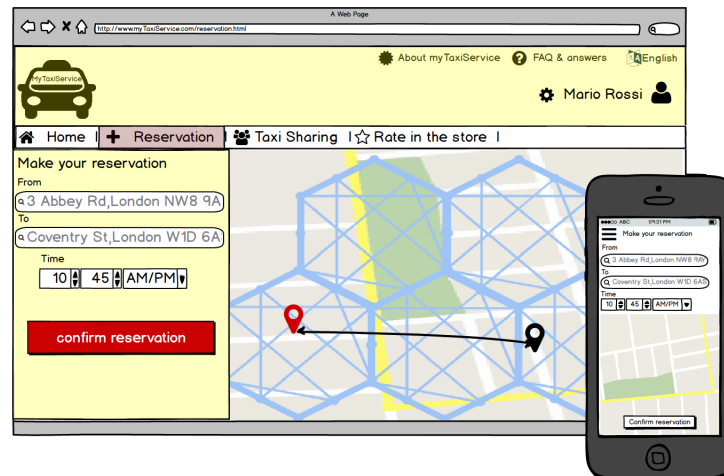 A Web Page
http://www.myTaxiService.com/reservation.html
About myTaxiService ? FAQ & answers English
MyTaxiService
Mario Rossi
Home | + Reservation | Taxi Sharing | Rate in the store |
Make your reservation
From
3 Abbey Rd,London NW8 9A
To
Coventry St,London W1D 6A
Time
10 45 AM/PM
confirm reservation
ABC 09:31PM
Make your reservation
From
3 Abbey Rd,London NW8 9AY
To
Coventry St,London W1D 6AS
Time
10 45 AM/PM
Confirm reservation